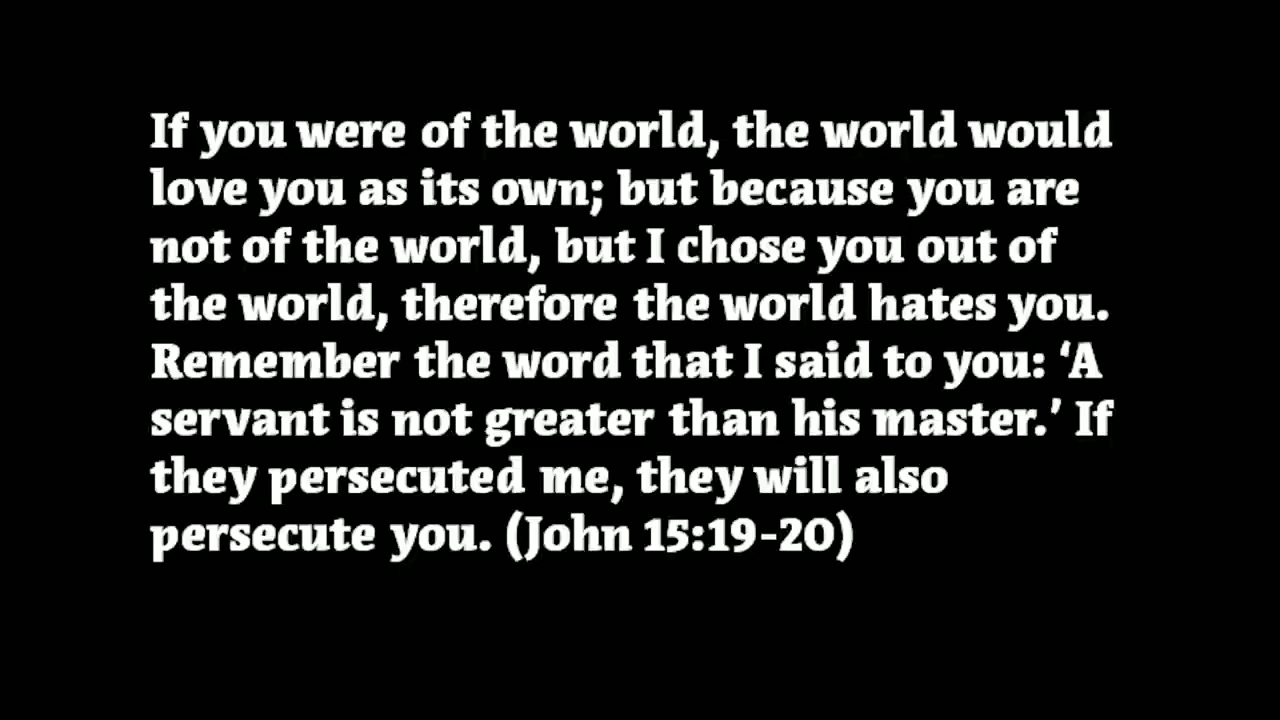 If you were of the world, the world would
love you as its own; but because you are
not of the world, but I chose you out of
the world, therefore the world hates you.
Remember the word that I said to you: ‘A
servant is not greater than his master.’ If
they persecuted me, they will also
persecute you. (John 15:19-20)